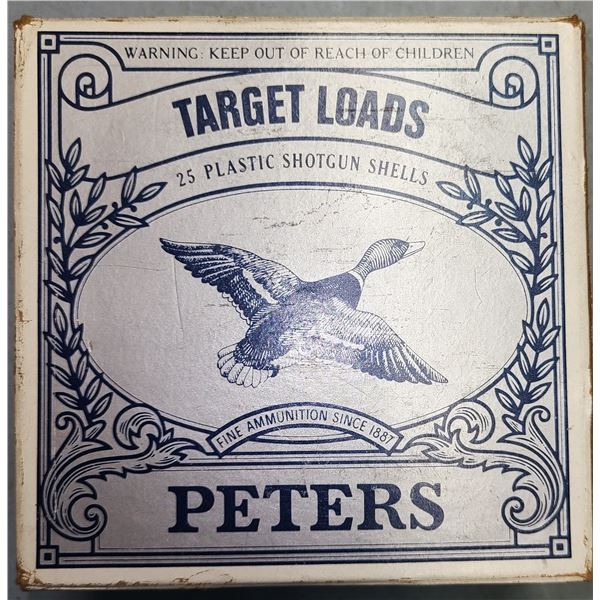 WARNING: KEEP OUT OF REACH OF CHILDREN
TARGET LOADS
25 PLASTIC SHOTGUN SHELLS
FINE AMMUNITION SINCE 1887
PETERS